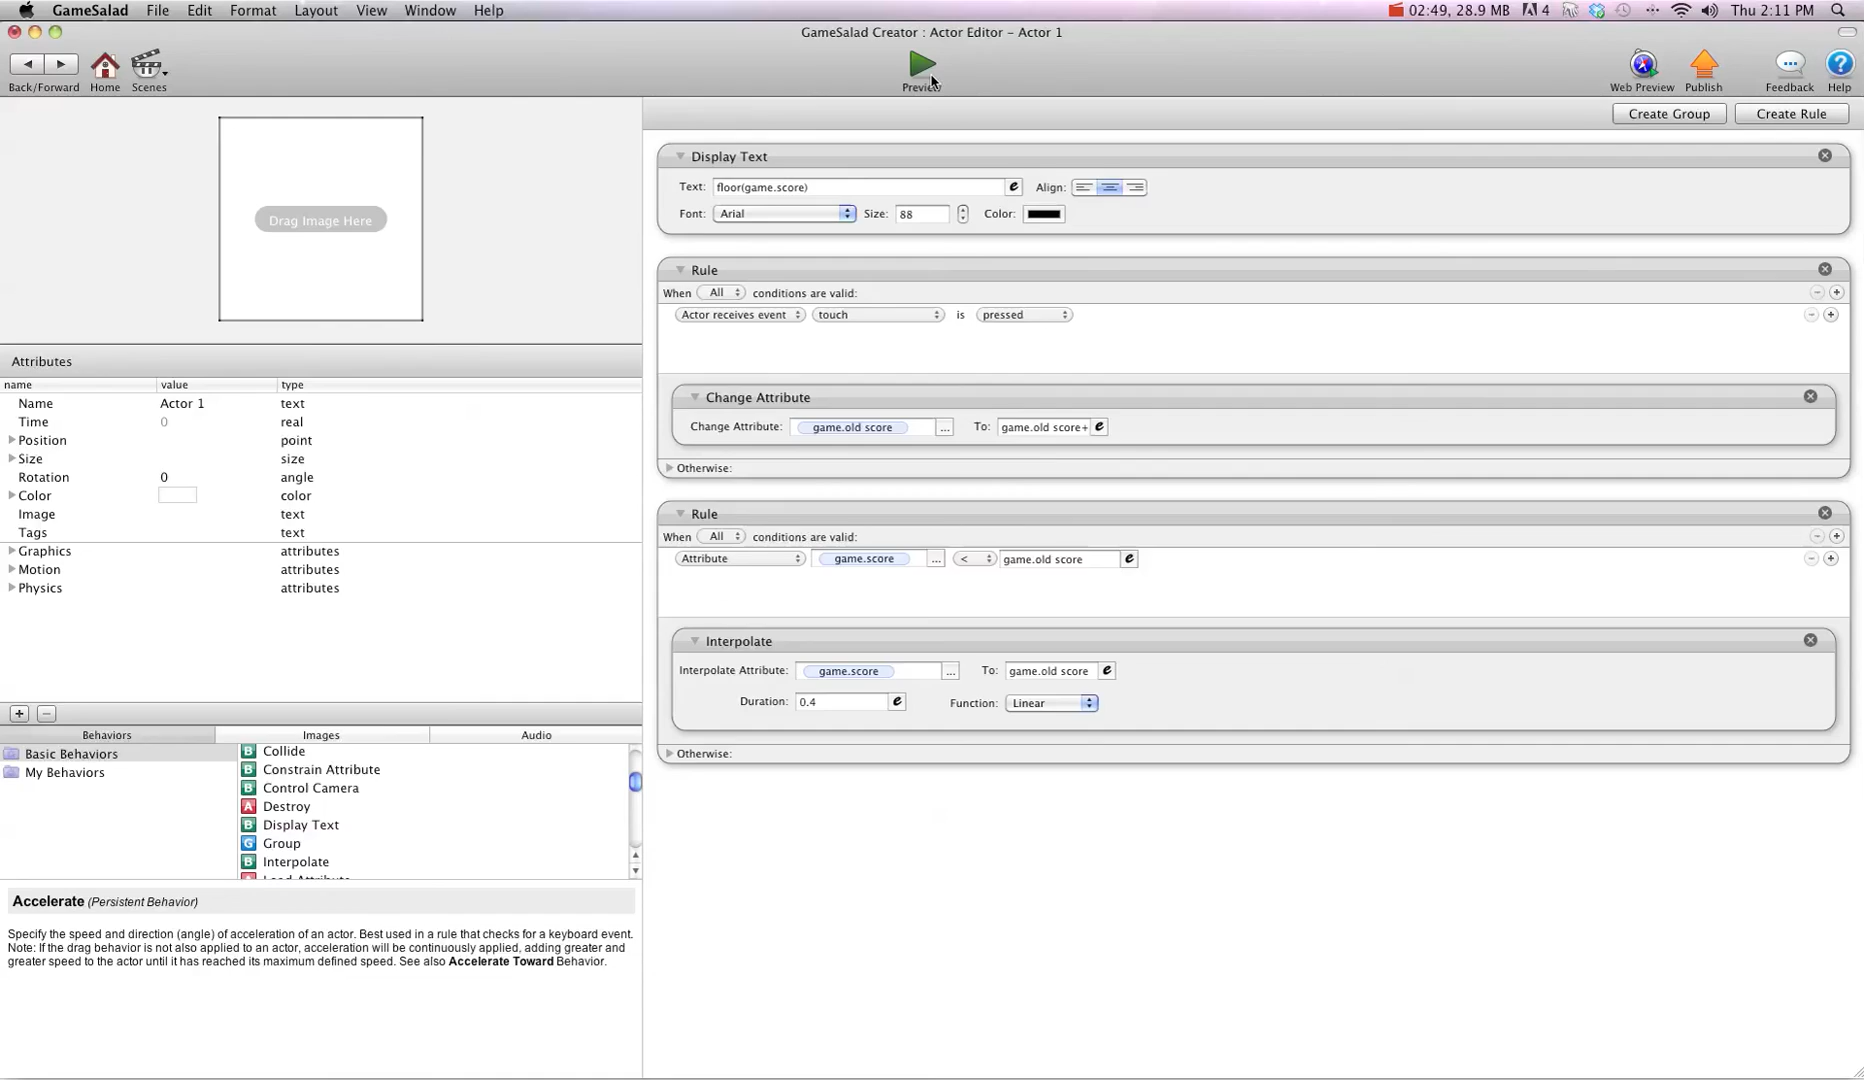 GameSalad File Edit Format Layout View Window Help 02:49, 28.9 MB 4 Thu 2:11 PM
GameSalad Creator : Actor Editor - Actor 1
Back/Forward Home Scenes Preview Web Preview Publish Feedback Help
Create Group Create Rule
Drag Image Here
Attributes
name value type
Name Actor 1 text
Time 0 real
Position point
Size size
Rotation 0 angle
Color color
Image text
Tags text
Graphics attributes
Motion attributes
Physics attributes
Behaviors Images Audio
Basic Behaviors
My Behaviors
B Collide
B Constrain Attribute
B Control Camera
A Destroy
B Display Text
G Group
B Interpolate
Load Attribute
Accelerate (Persistent Behavior)
Specify the speed and direction (angle) of acceleration of an actor. Best used in a rule that checks for a keyboard event.
Note: If the drag behavior is not also applied to an actor, acceleration will be continuously applied, adding greater and
greater speed to the actor until it has reached its maximum defined speed. See also Accelerate Toward Behavior.
Display Text
Text: floor(game.score) e Align:
Font: Arial Size: 88 Color:
Rule
When All conditions are valid:
Actor receives event touch is pressed
Change Attribute
Change Attribute: game.old score ... To: game.old score+ e
Otherwise:
Rule
When All conditions are valid:
Attribute game.score ... < game.old score e
Interpolate
Interpolate Attribute: game.score ... To: game.old score e
Duration: 0.4 e Function: Linear
Otherwise: